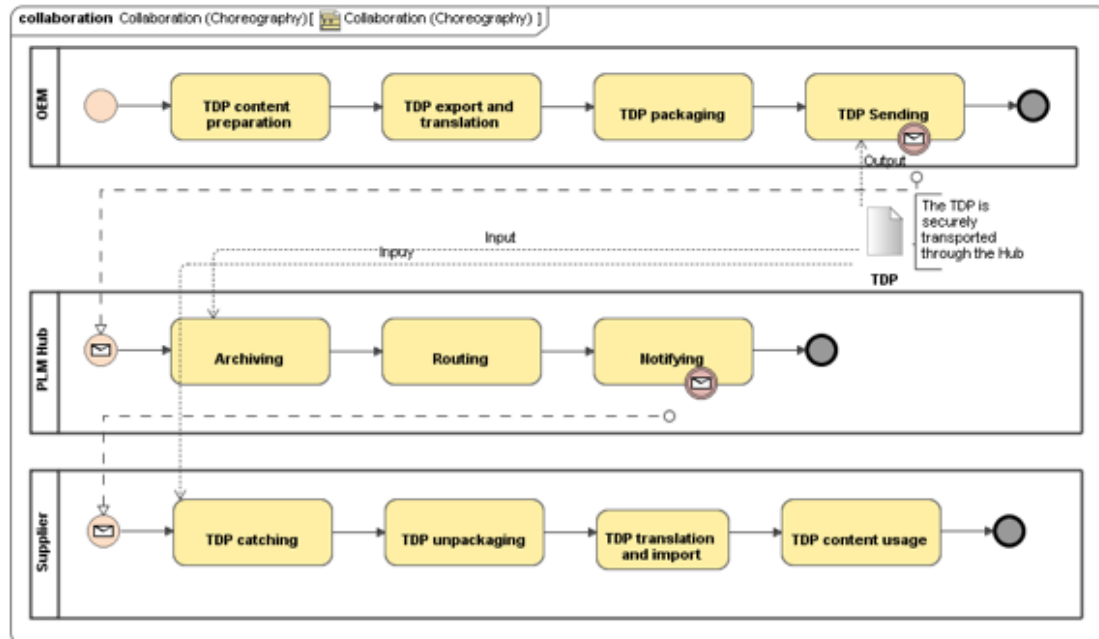 collaboration Collaboration (Choreography)[ Collaboration (Choreography) ]
OEM
TDP content
preparation
TDP export and
translation
TDP packaging
TDP Sending
Output
The TDP is
securely
transported
through the Hub
Input
Inpuy
TDP
PLM Hub
Archiving
Routing
Notifying
Supplier
TDP catching
TDP unpackaging
TDP translation
and import
TDP content usage